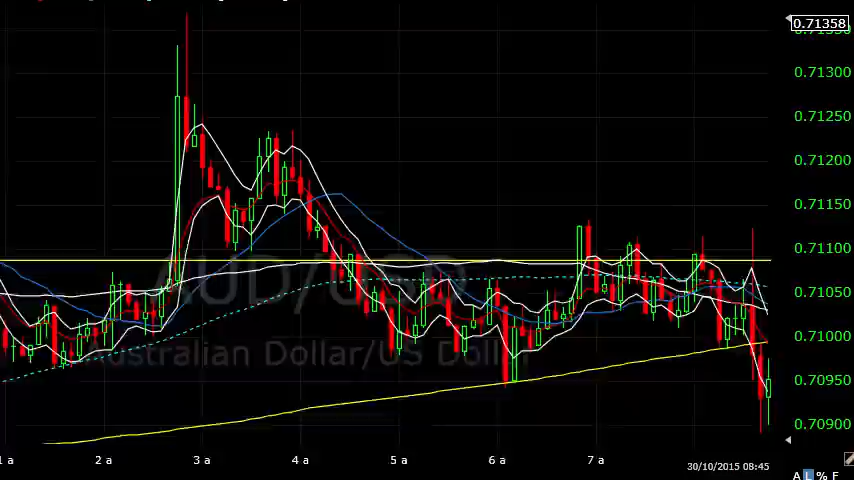 0.71358
0.71300
0.71250
0.71200
0.71150
0.71100
0.71050
0.71000
0.70950
0.70900
AUD/USD
Australian Dollar/US Dollar
1 a 2 a 3 a 4 a 5 a 6 a 7 a
30/10/2015 08:45
A L % F